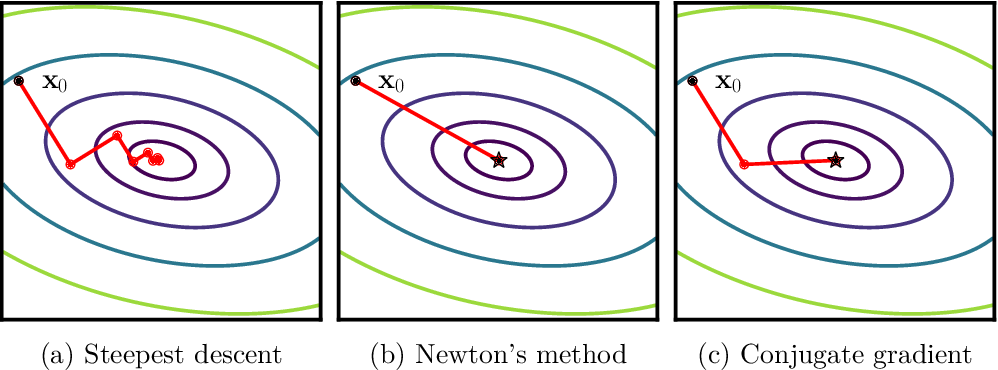 x₀ x₀ x₀
(a) Steepest descent (b) Newton's method (c) Conjugate gradient